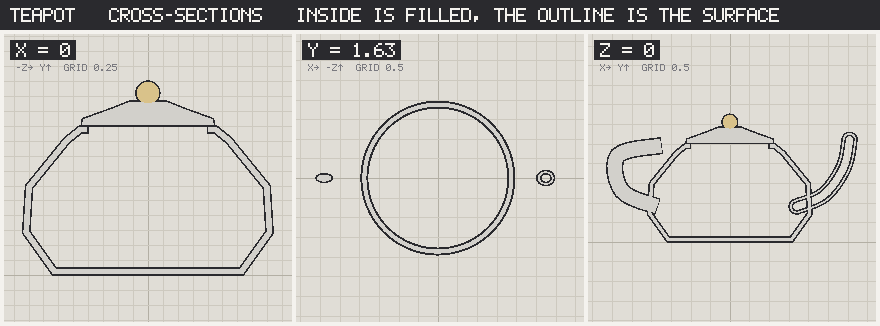 TEAPOT CROSS-SECTIONS INSIDE IS FILLED, THE OUTLINE IS THE SURFACE
X = 0
-Z→ Y↑ GRID 0.25
Y = 1.63
X→ -Z↑ GRID 0.5
Z = 0
X→ Y↑ GRID 0.5